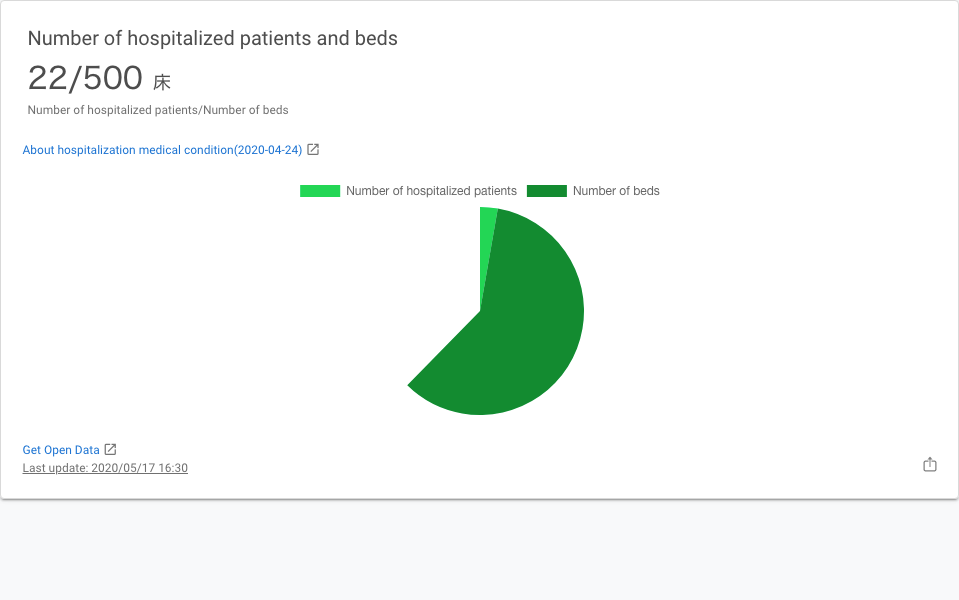 Number of hospitalized patients and beds
22/500 床
Number of hospitalized patients/Number of beds
About hospitalization medical condition(2020-04-24)
Number of hospitalized patients Number of beds
Get Open Data
Last update: 2020/05/17 16:30